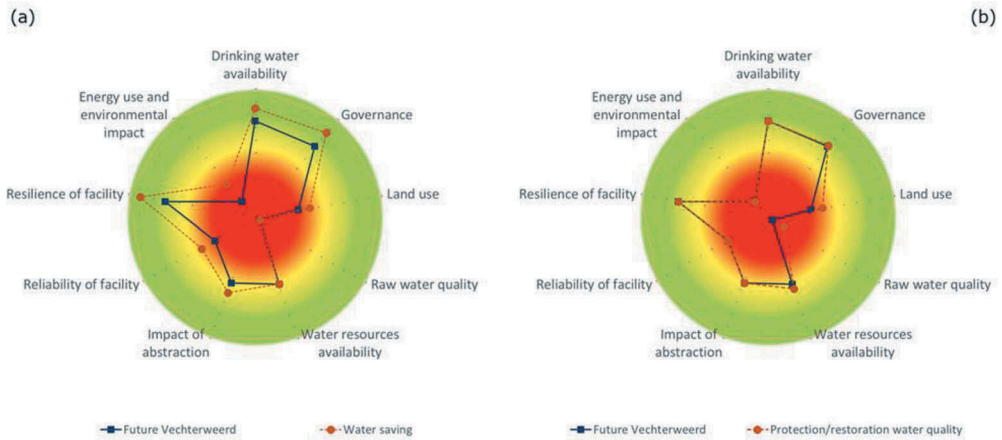 (a)
Drinking water
availability
Governance
Land use
Raw water quality
Water resources
availability
Impact of
abstraction
Reliability of facility
Resilience of facility
Energy use and
environmental
impact
Future Vechterweerd
Water saving
(b)
Drinking water
availability
Governance
Land use
Raw water quality
Water resources
availability
Impact of
abstraction
Reliability of facility
Resilience of facility
Energy use and
environmental
impact
Future Vechterweerd
Protection/restoration water quality